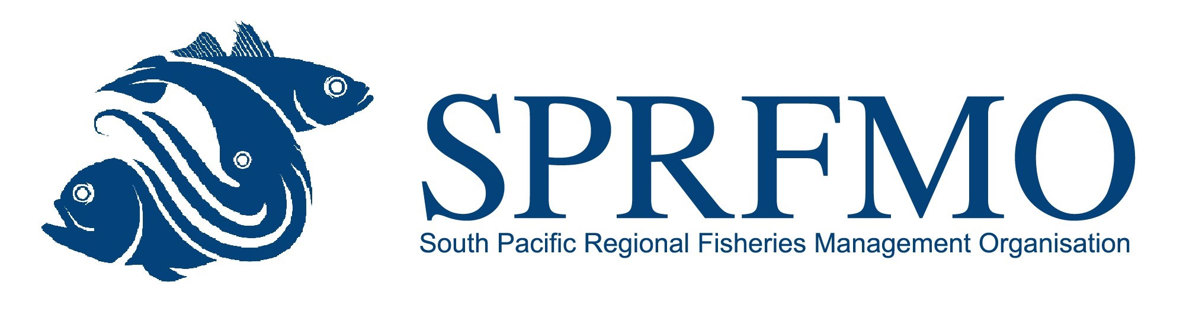 SPRFMO
South Pacific Regional Fisheries Management Organisation